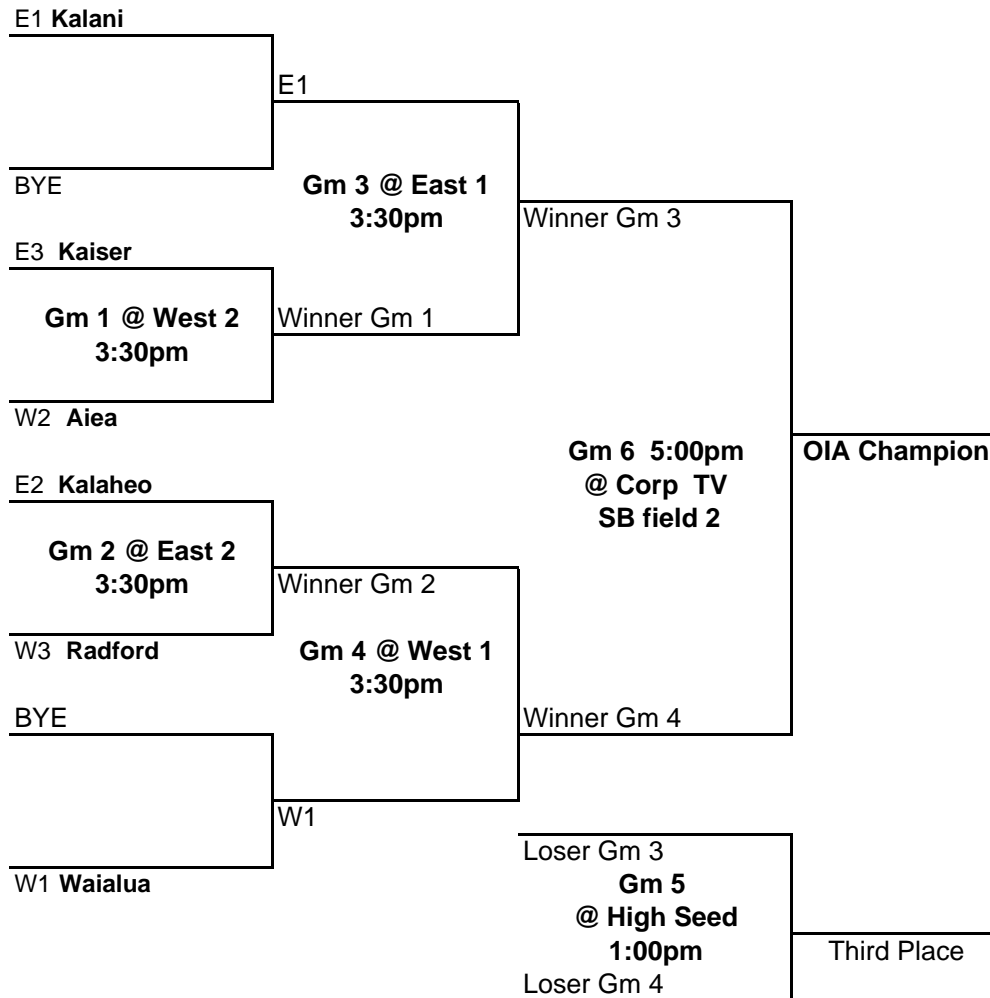 E1 Kalani
E1
BYE
Gm 3 @ East 1
3:30pm
Winner Gm 3
E3 Kaiser
Gm 1 @ West 2
3:30pm
Winner Gm 1
W2 Aiea
Gm 6 5:00pm
@ Corp TV
SB field 2
OIA Champion
E2 Kalaheo
Gm 2 @ East 2
3:30pm
Winner Gm 2
W3 Radford
Gm 4 @ West 1
3:30pm
BYE
Winner Gm 4
W1
W1 Waialua
Loser Gm 3
Gm 5
@ High Seed
1:00pm
Third Place
Loser Gm 4